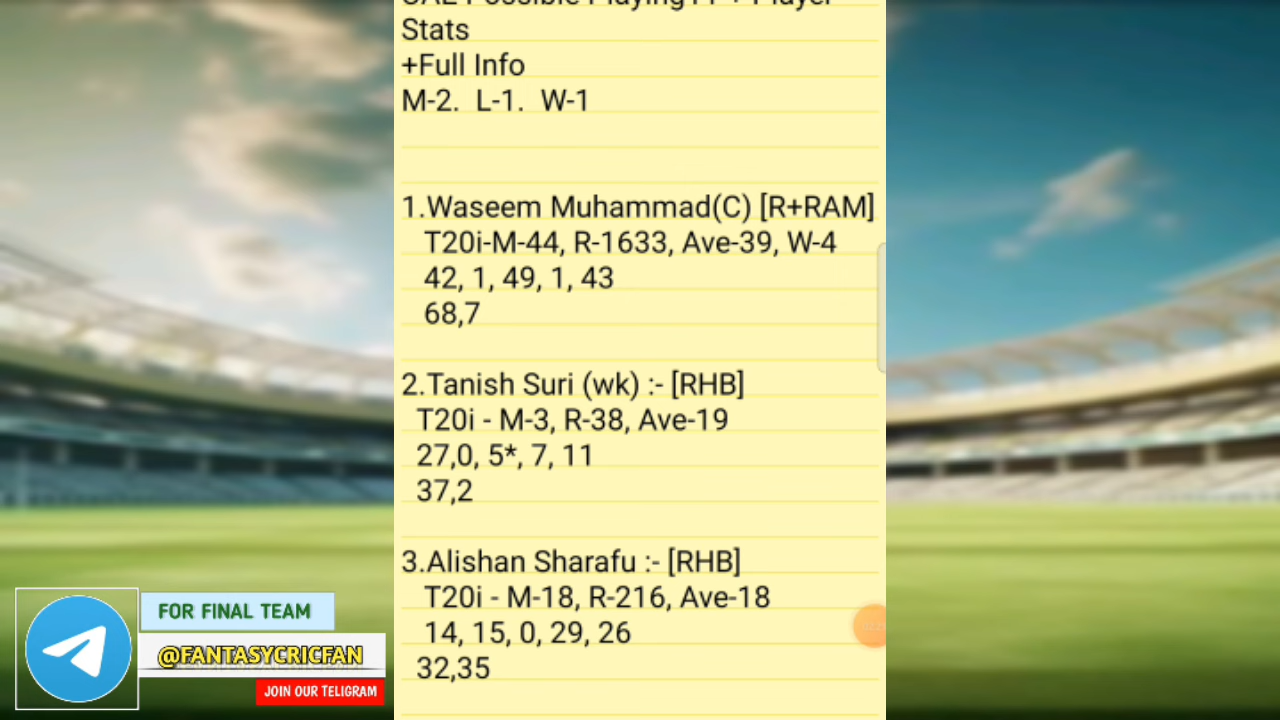 Stats
+Full Info
M-2. L-1. W-1
1.Waseem Muhammad(C) [R+RAM]
T20i-M-44, R-1633, Ave-39, W-4
42, 1, 49, 1, 43
68,7
2.Tanish Suri (wk) :- [RHB]
T20i - M-3, R-38, Ave-19
27,0, 5*, 7, 11
37,2
3.Alishan Sharafu :- [RHB]
T20i - M-18, R-216, Ave-18
14, 15, 0, 29, 26
32,35
FOR FINAL TEAM
@FANTASYCRICFAN
JOIN OUR TELIGRAM